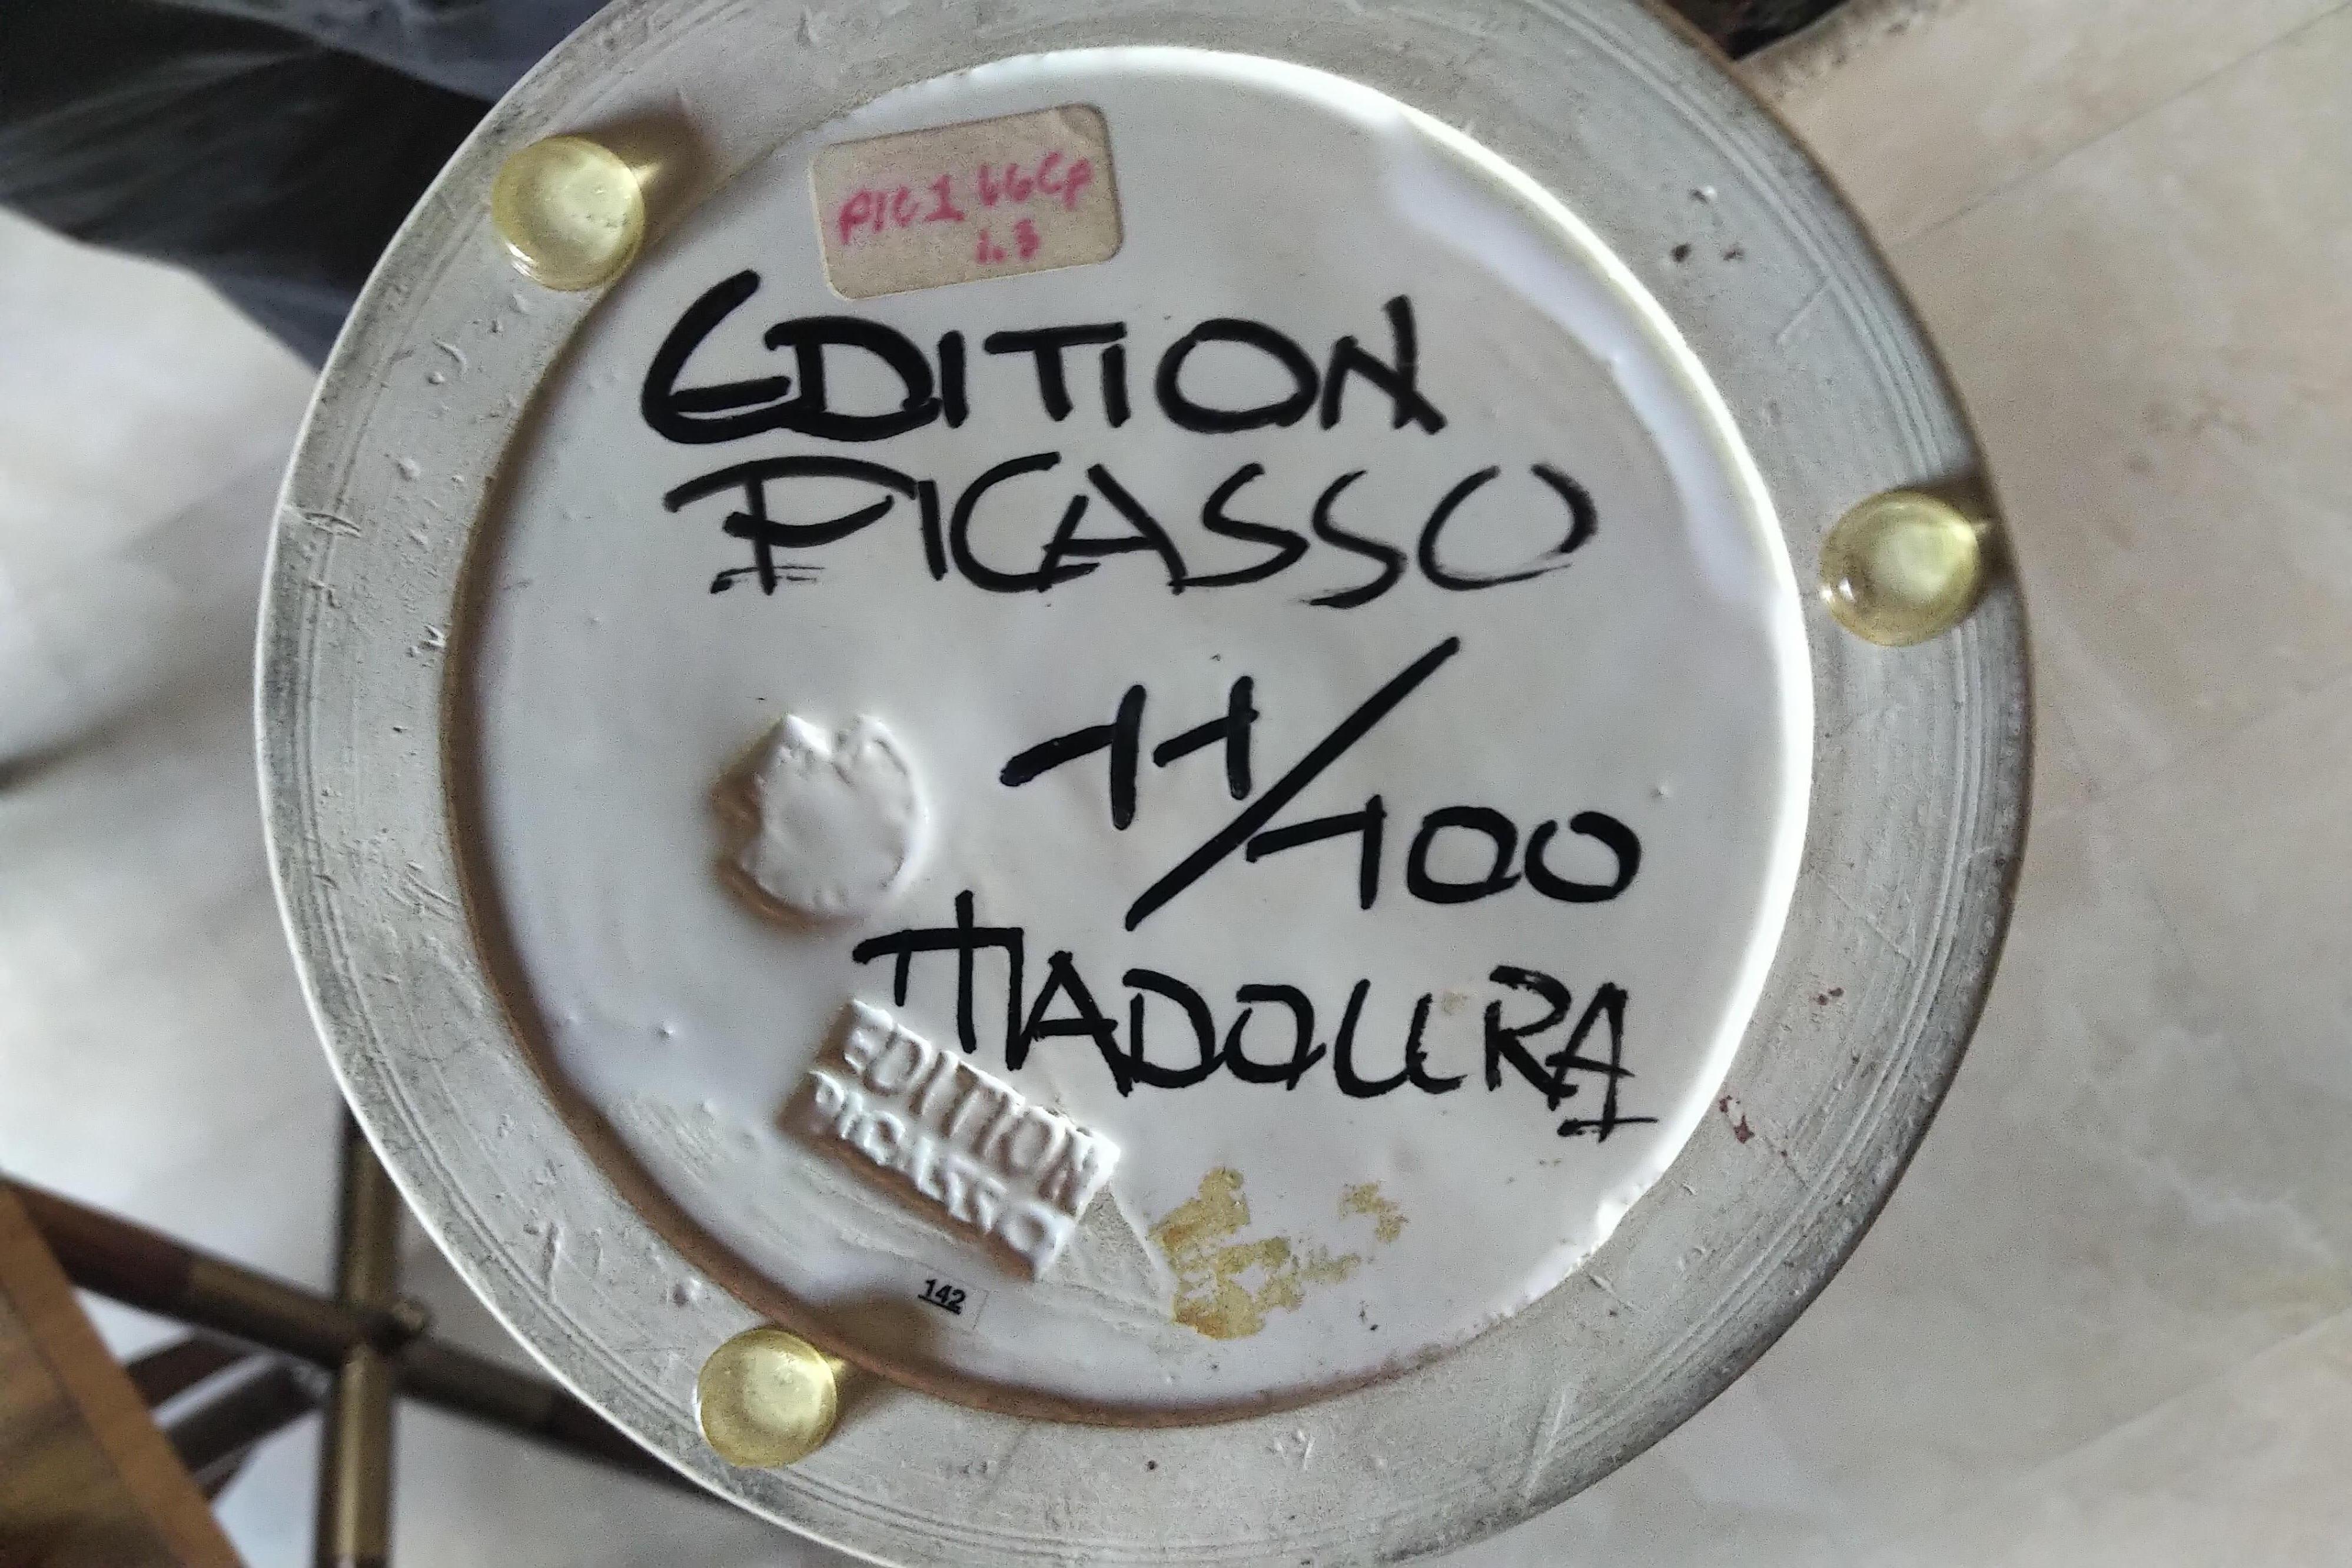 EDITION
PICASSO
11/100
MADOURA
EDITION
PICASSO
142